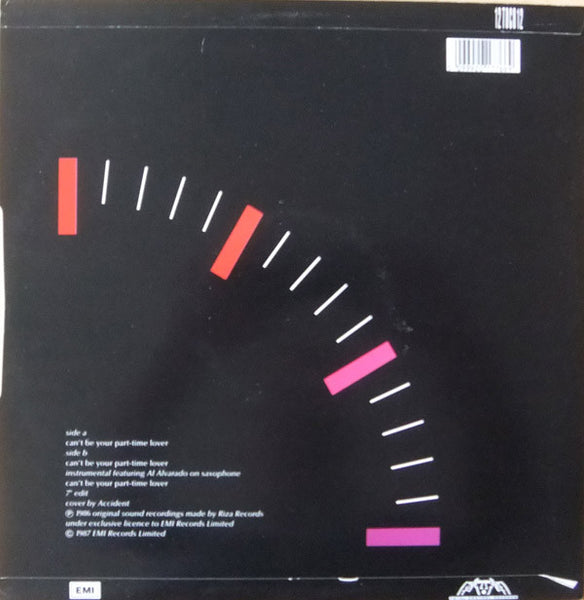 12TOCO 12
side a
can't be your part-time lover
side b
can't be your part-time lover
instrumental featuring Al Alvarado on saxophone
can't be your part-time lover
7" edit
cover by Accident
℗ 1986 original sound recordings made by Riza Records
under exclusive licence to EMI Records Limited
© 1987 EMI Records Limited
EMI